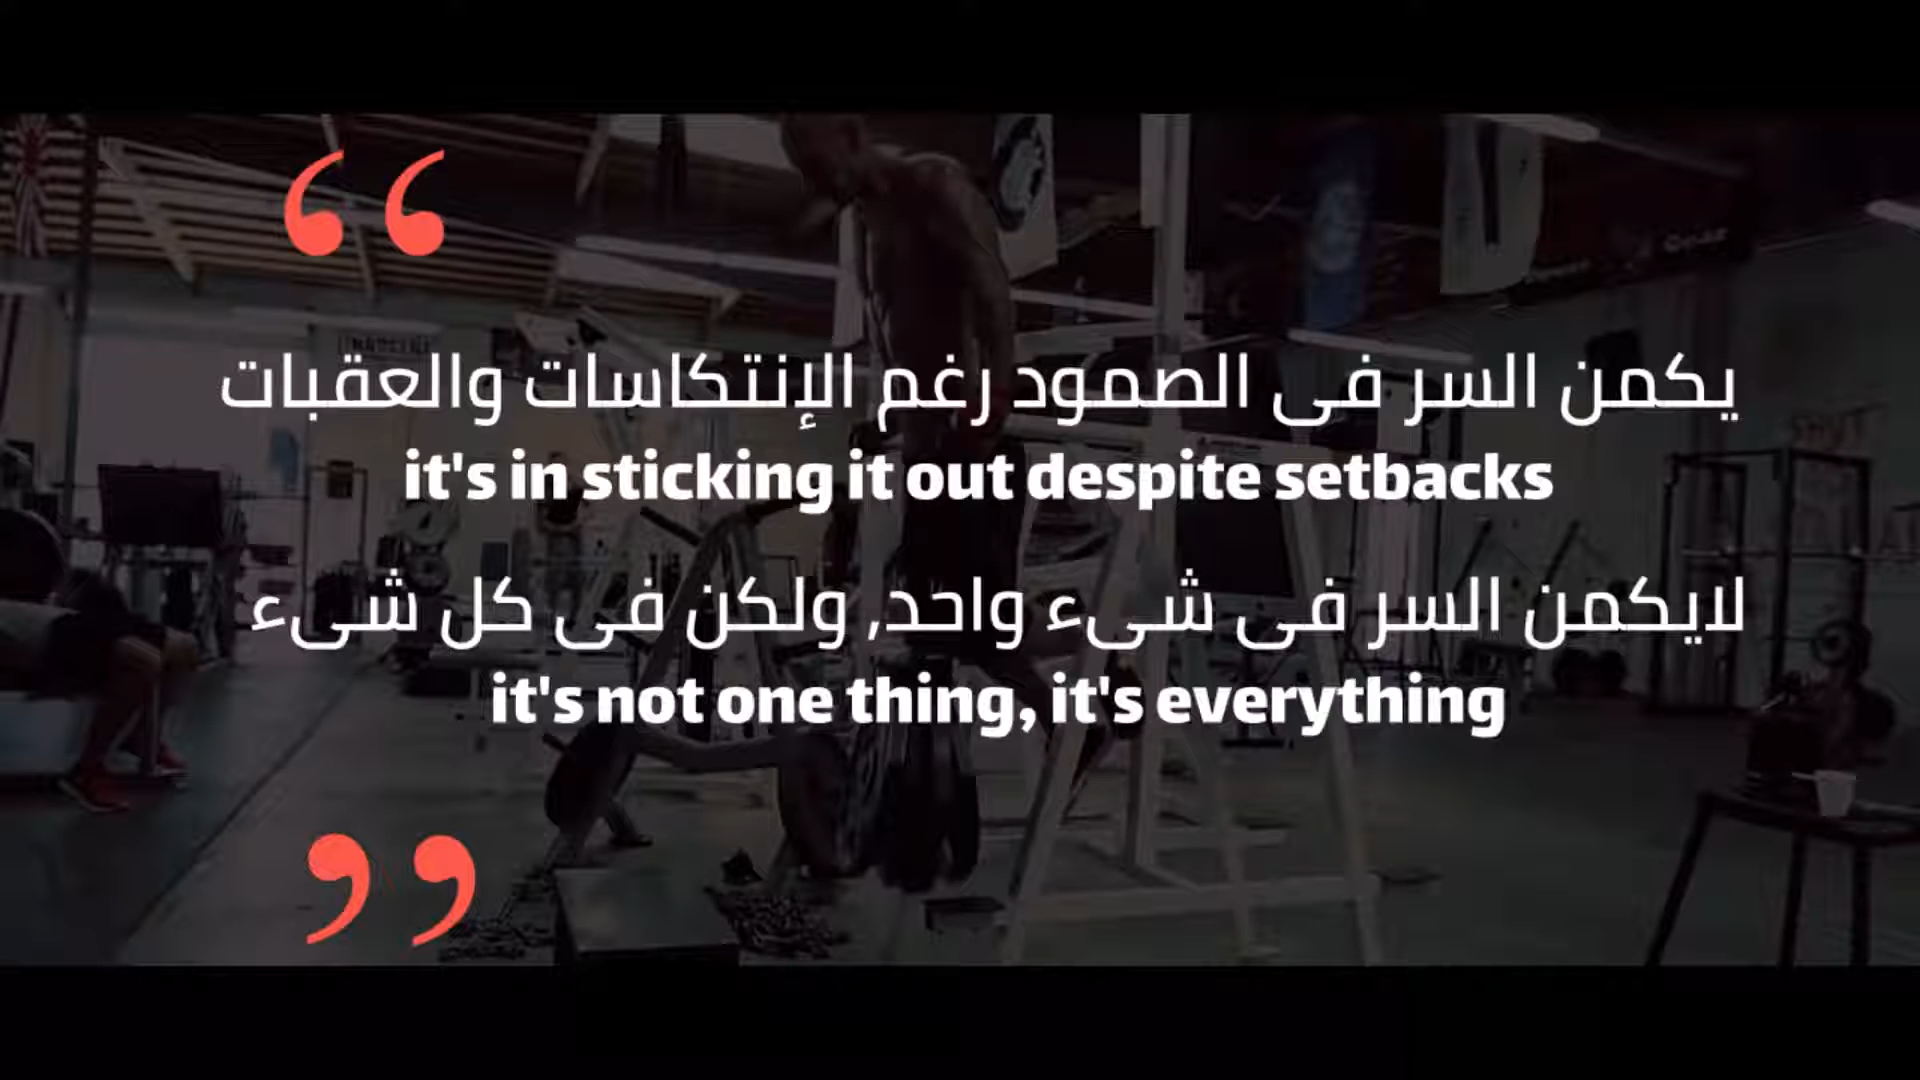 يكمن السر فى الصمود رغم الإنتكاسات والعقبات
it's in sticking it out despite setbacks
لايكمن السر فى شىء واحد, ولكن فى كل شىء
it's not one thing, it's everything